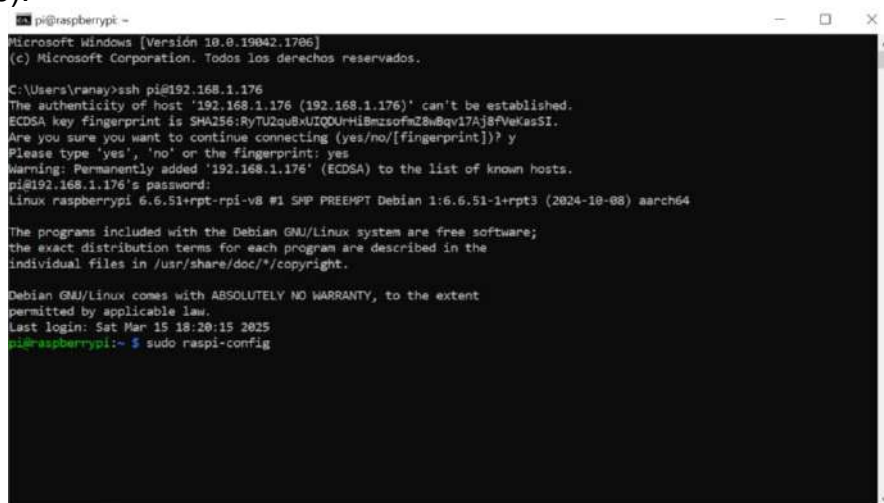 pi@raspberrypi: ~
Microsoft Windows [Versión 10.0.19042.1706]
(c) Microsoft Corporation. Todos los derechos reservados.
C:\Users\ranay>ssh pi@192.168.1.176
The authenticity of host '192.168.1.176 (192.168.1.176)' can't be established.
ECDSA key fingerprint is
Are you sure you want to continue connecting (yes/no/[fingerprint])? y
Please type 'yes', 'no' or the fingerprint: yes
Warning: Permanently added '192.168.1.176' (ECDSA) to the list of known hosts.
pi@192.168.1.176's password:
Linux raspberrypi 6.6.51+rpt-rpi-v8 #1 SMP PREEMPT Debian 1:6.6.51-1+rpt3 (2024-10-08) aarch64
The programs included with the Debian GNU/Linux system are free software;
the exact distribution terms for each program are described in the
individual files in /usr/share/doc/*/copyright.
Debian GNU/Linux comes with ABSOLUTELY NO WARRANTY, to the extent
permitted by applicable law.
Last login: Sat Mar 15 18:20:15 2025
pi@raspberrypi:~ $ sudo raspi-config